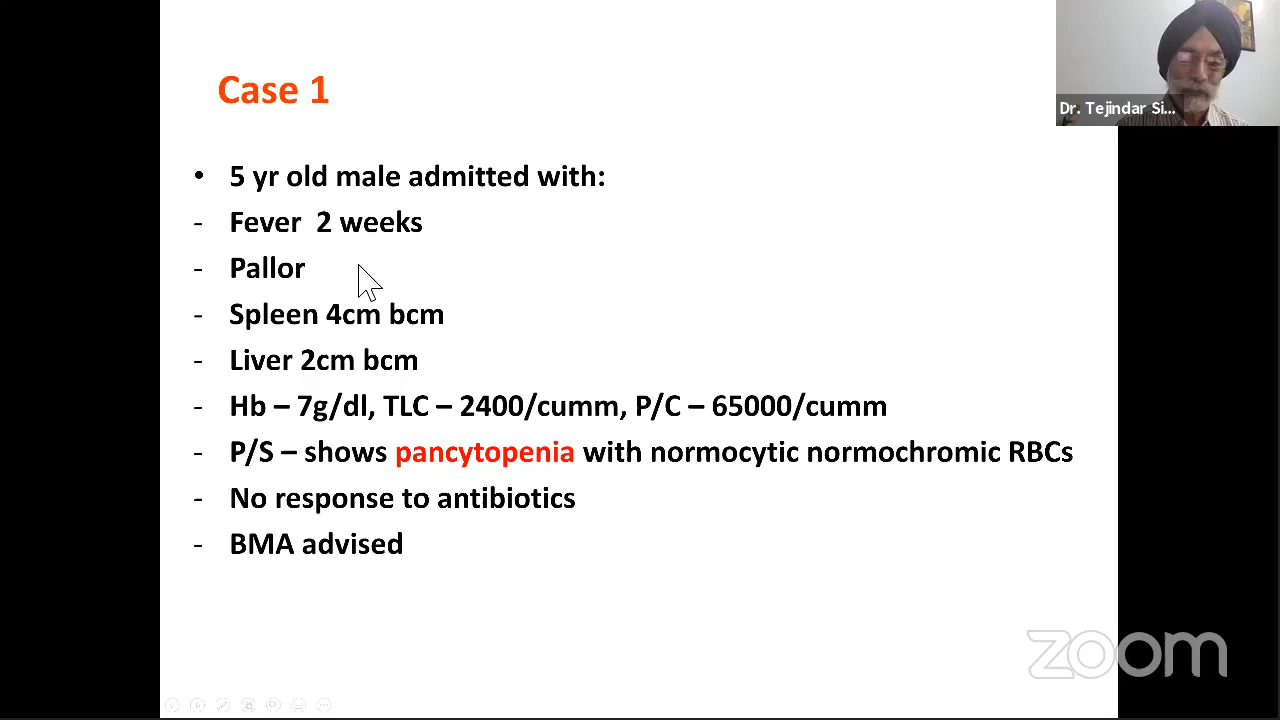 Case 1
Dr. Tejindar Si...
• 5 yr old male admitted with:
- Fever 2 weeks
- Pallor
- Spleen 4cm bcm
- Liver 2cm bcm
- Hb – 7g/dl, TLC – 2400/cumm, P/C – 65000/cumm
- P/S – shows pancytopenia with normocytic normochromic RBCs
- No response to antibiotics
- BMA advised
zoom